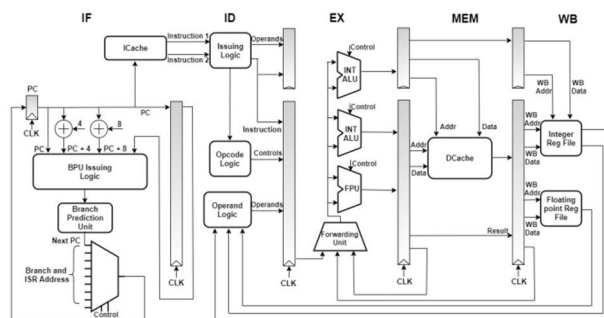 IF
ID
EX
MEM
WB
ICache
Instruction 1
Instruction 2
Issuing
Logic
Operands
Control
INT
ALU
WB
Addr
WB
Data
PC
CLK
4
8
PC
PC
PC + 4
PC + 8
BPU Issuing
Logic
Branch
Prediction
Unit
Next PC
Branch and
ISR Address
Control
CLK
Instruction
Opcode
Logic
Controls
Operand
Logic
Operands
CLK
Control
INT
ALU
Control
FPU
Forwarding
Unit
Addr
Data
Addr
Data
DCache
Result
CLK
CLK
WB
Addr
WB
Data
Integer
Reg File
WB
Addr
WB
Data
Floating
point Reg
File